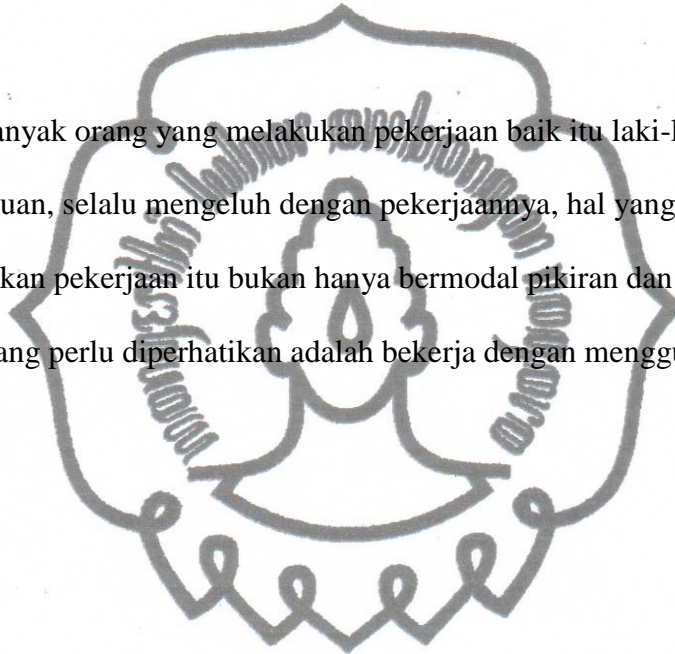 anyak orang yang melakukan pekerjaan baik itu laki-l
uan, selalu mengeluh dengan pekerjaannya, hal yang
kan pekerjaan itu bukan hanya bermodal pikiran dan
ang perlu diperhatikan adalah bekerja dengan menggu